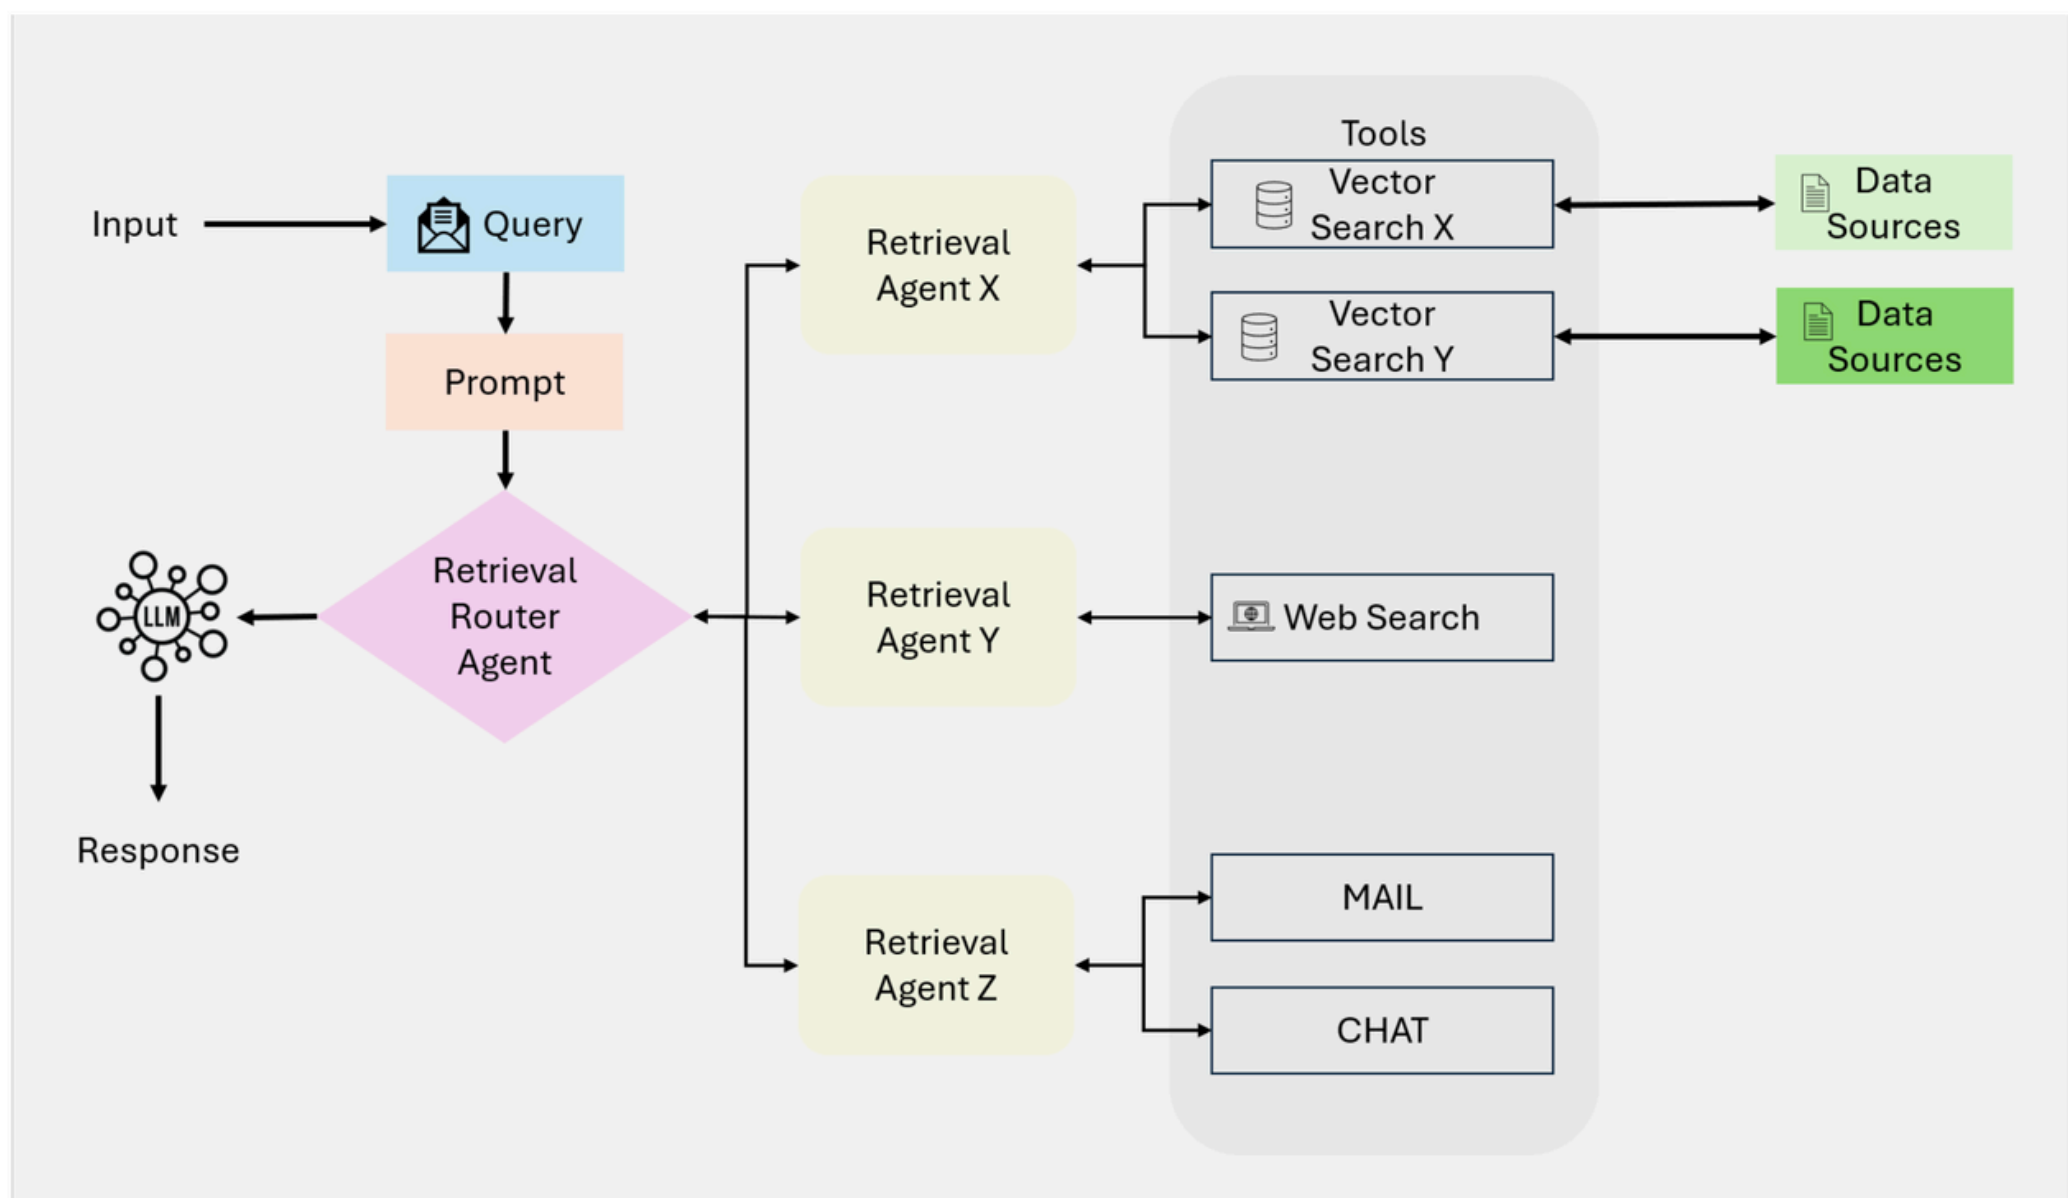 Tools
Input
Query
Prompt
Retrieval
Router
Agent
LLM
Response
Retrieval
Agent X
Vector
Search X
Data
Sources
Vector
Search Y
Data
Sources
Retrieval
Agent Y
Web Search
Retrieval
Agent Z
MAIL
CHAT